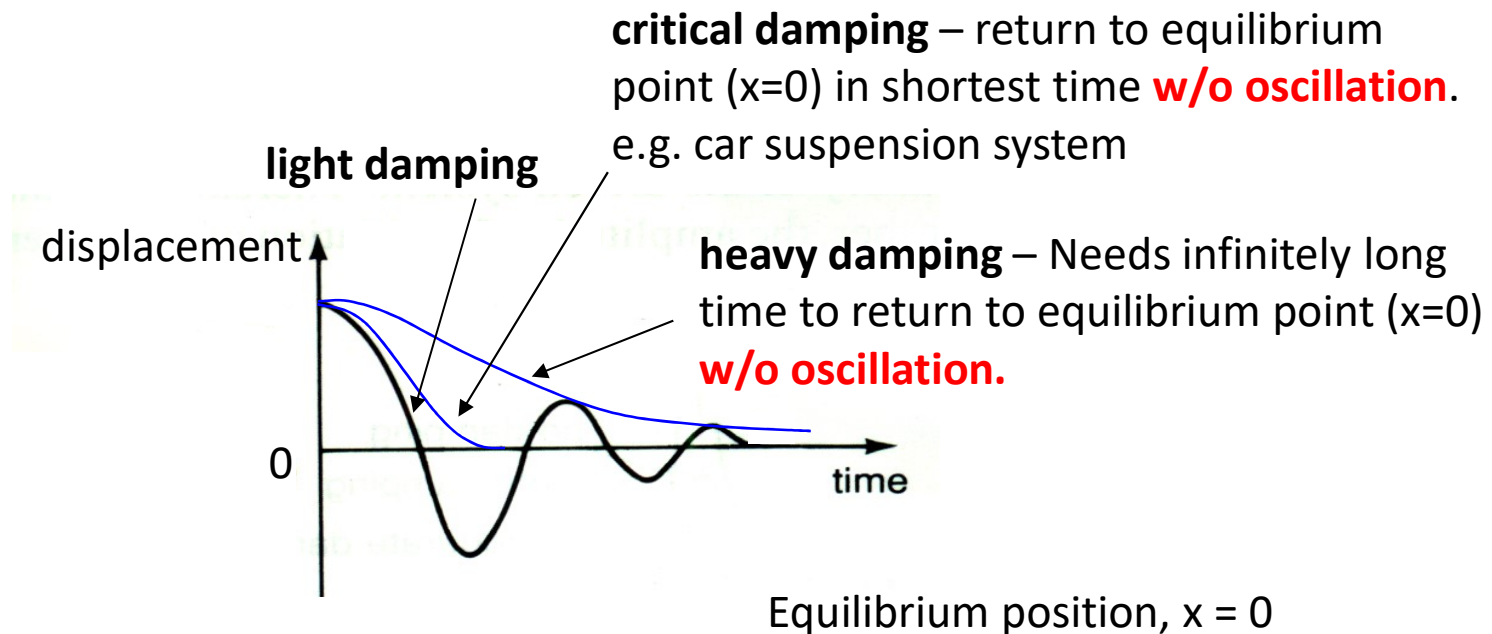 critical damping – return to equilibrium
point (x=0) in shortest time w/o oscillation.
e.g. car suspension system
light damping
displacement
heavy damping – Needs infinitely long
time to return to equilibrium point (x=0)
w/o oscillation.
0
time
Equilibrium position, x = 0